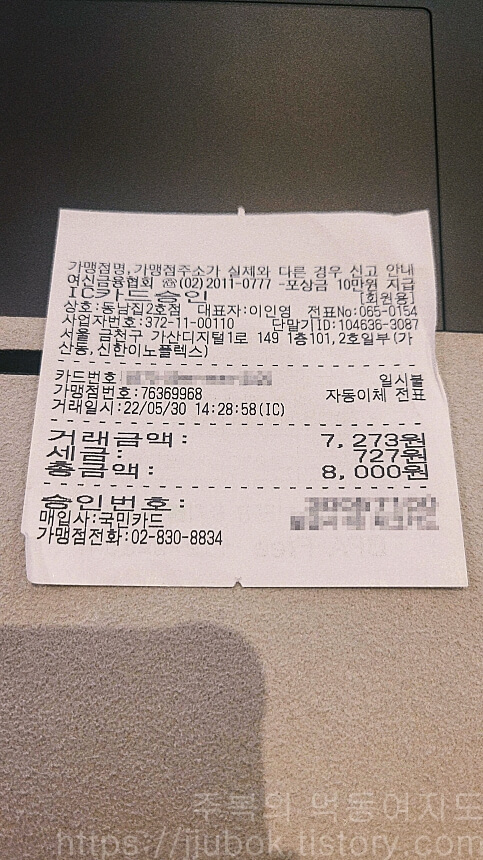 가맹점명,가맹점주소가 실제와 다른 경우 신고 안내
여신금융협회 ☎(02)2011-0777 -포상금 10만원 지급
IC카드승인 [회원용]
상호:동남집2호점 대표자:이인영 전표No:065-0154
사업자번호:372-11-00110 단말기ID:104636-3087
서울 금천구 가산디지털1로 149 1층101,2호일부(가
산동,신한이노플렉스)
카드번호 일시불
가맹점번호:76369968 자동이체 전표
거래일시:22/05/30 14:28:58(IC)
거래금액: 7,273원
세금: 727원
총금액: 8,000원
승인번호:
매입사:국민카드
가맹점전화:02-830-8834
주복의 먹동여지도
https://jjubok.tistory.com